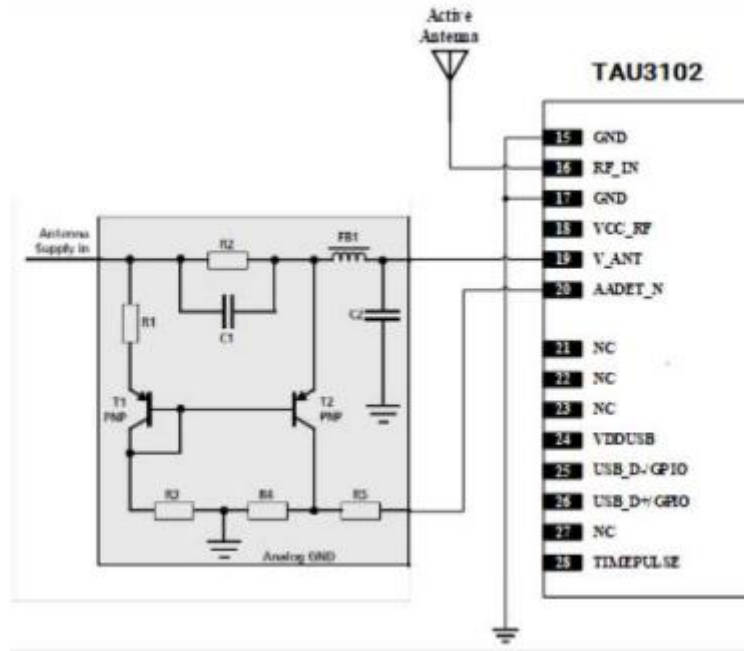 Active
Antenna
TAU3102
15 GND
16 RF_IN
17 GND
18 VCC_RF
19 V_ANT
20 AADET_N
21 NC
22 NC
23 NC
24 VDDUSB
25 USB_D-/GPIO
26 USB_D+/GPIO
27 NC
28 TIMEPULSE
Antenna
Supply in
R2
FB1
C1
R1
C2
T1
PNP
T2
PNP
R3
R4
R5
Analog GND